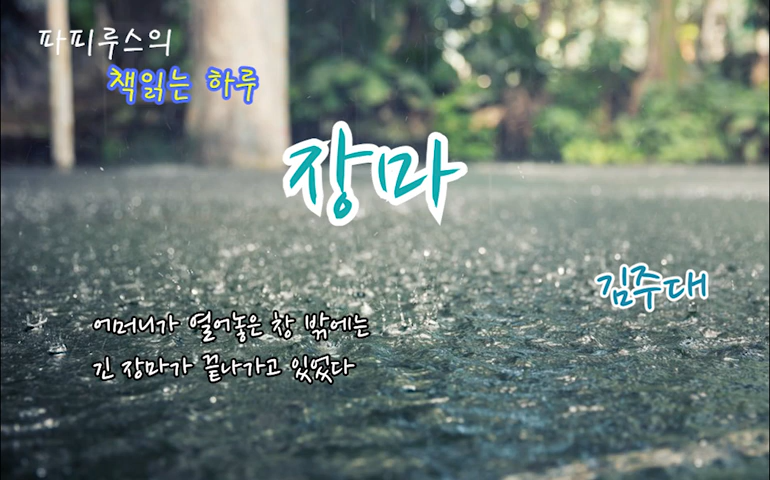 파피루스의
책읽는 하루
장마
김주대
어머니가 열어놓은 창 밖에는
긴 장마가 끝나가고 있었다